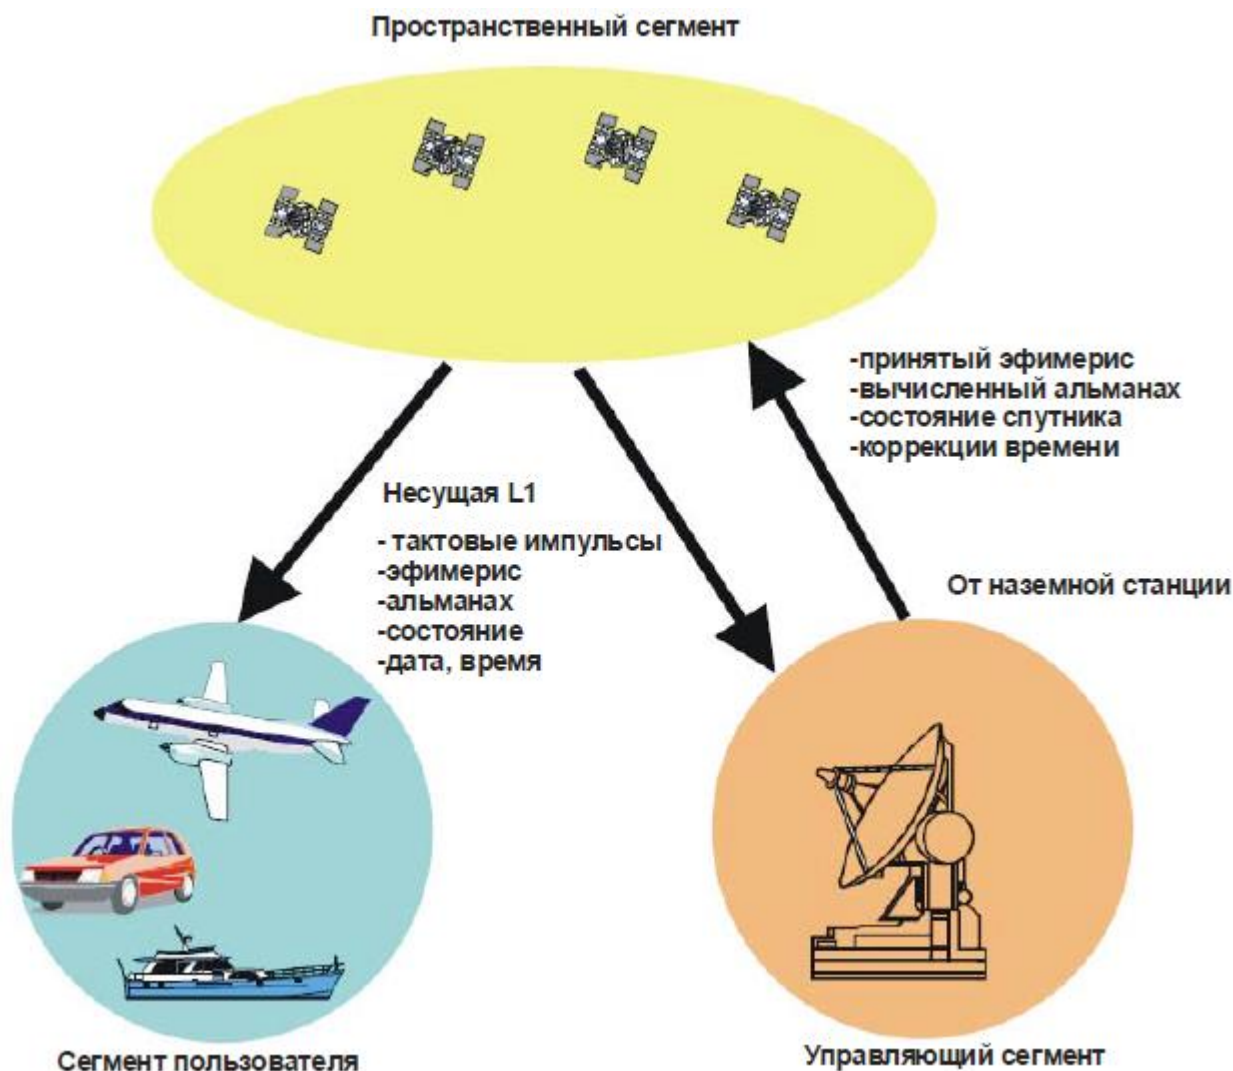 Пространственный сегмент
-принятый эфимерис
-вычисленный альманах
-состояние спутника
-коррекции времени
Несущая L1
- тактовые импульсы
-эфимерис
-альманах
-состояние
-дата, время
От наземной станции
Сегмент пользователя
Управляющий сегмент